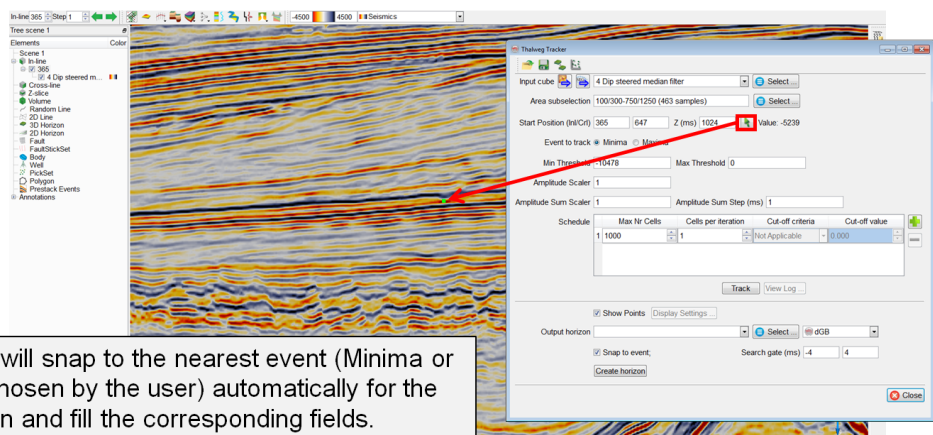 In-line 365 Step 1 -4500 4500 Seismics
Tree scene 1
Elements Color
Scene 1
In-line
365
4 Dip steered m...
Cross-line
Z-slice
Volume
Random Line
2D Line
3D Horizon
2D Horizon
Fault
FaultStickSet
Body
Well
PickSet
Polygon
Prestack Events
Annotations
Thalweg Tracker
Input cube 4 Dip steered median filter Select ...
Area subselection 100/300-750/1250 (463 samples) Select ...
Start Position (Inl/Crl) 365 647 Z (ms) 1024 Value: -5239
Event to track Minima Maxima
Min Threshold -10478 Max Threshold 0
Amplitude Scaler 1
Amplitude Sum Scaler 1 Amplitude Sum Step (ms) 1
Schedule Max Nr Cells Cells per iteration Cut-off criteria Cut-off value
1 1000 1 Not Applicable 0.000
Track View Log ...
Show Points Display Settings ...
Output horizon Select ... dGB
Snap to event; Search gate (ms) -4 4
Create horizon
Close
will snap to the nearest event (Minima or
hosen by the user) automatically for the
n and fill the corresponding fields.